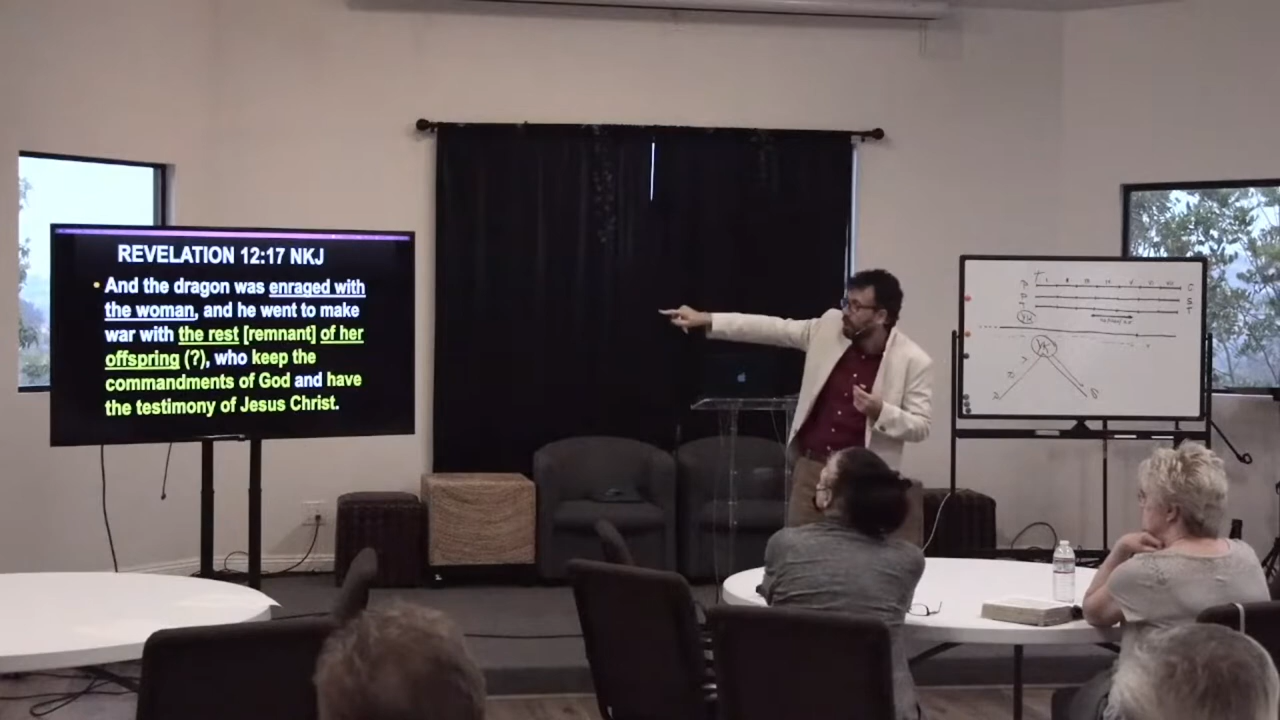 REVELATION 12:17 NKJ
• And the dragon was enraged with
the woman, and he went to make
war with the rest [remnant] of her
offspring (?), who keep the
commandments of God and have
the testimony of Jesus Christ.